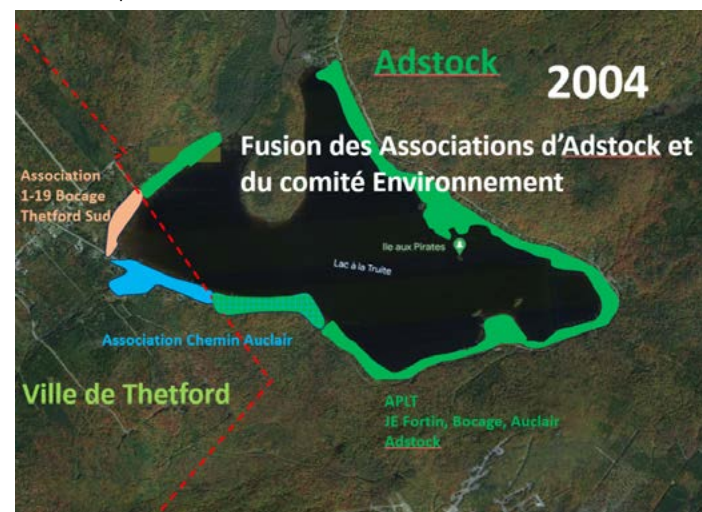 Adstock
2004
Fusion des Associations d'Adstock et
du comité Environnement
Association
1-19 Bocage
Thetford Sud
Ile aux Pirates
Lac à la Truite
Association Chemin Auclair
Ville de Thetford
APLT
JE Fortin, Bocage, Auclair
Adstock